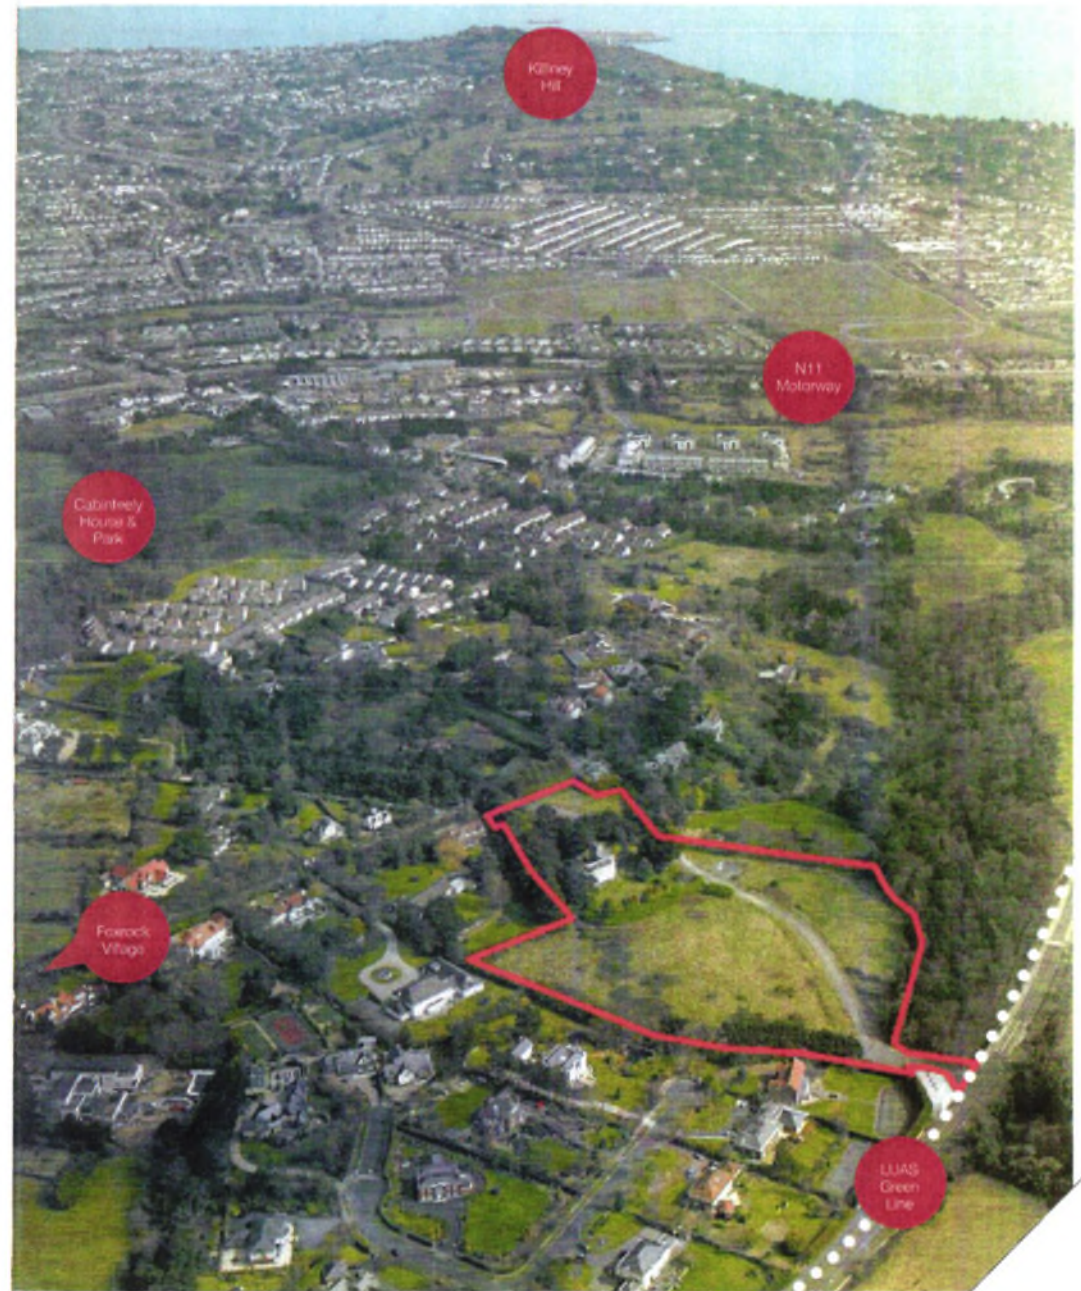 Killiney
Hill
N11
Motorway
Cabinteely
House &
Park
Foxrock
Village
LUAS
Green
Line